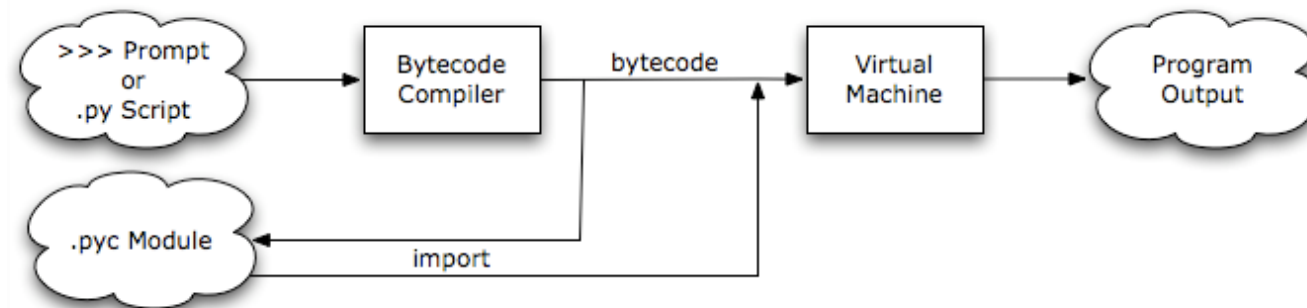 >>> Prompt
or
.py Script
Bytecode
Compiler
bytecode
Virtual
Machine
Program
Output
.pyc Module
import